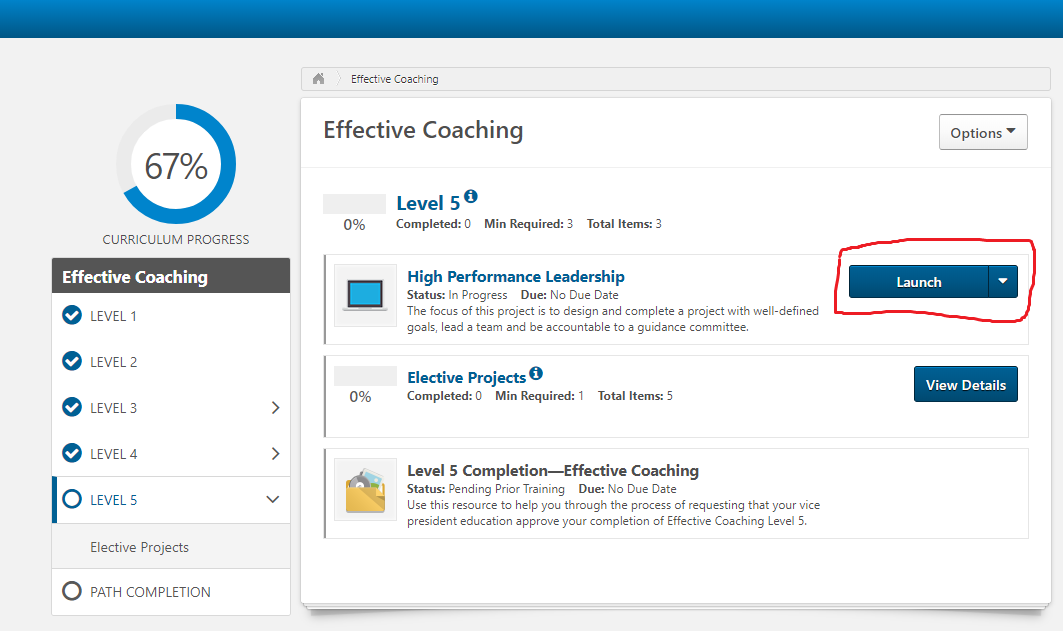 Effective Coaching
67%
CURRICULUM PROGRESS
Effective Coaching
LEVEL 1
LEVEL 2
LEVEL 3
LEVEL 4
LEVEL 5
Elective Projects
PATH COMPLETION
Effective Coaching
Options
0%
Level 5
Completed: 0 Min Required: 3 Total Items: 3
High Performance Leadership
Status: In Progress Due: No Due Date
The focus of this project is to design and complete a project with well-defined
goals, lead a team and be accountable to a guidance committee.
Launch
0%
Elective Projects
Completed: 0 Min Required: 1 Total Items: 5
View Details
Level 5 Completion—Effective Coaching
Status: Pending Prior Training Due: No Due Date
Use this resource to help you through the process of requesting that your vice
president education approve your completion of Effective Coaching Level 5.